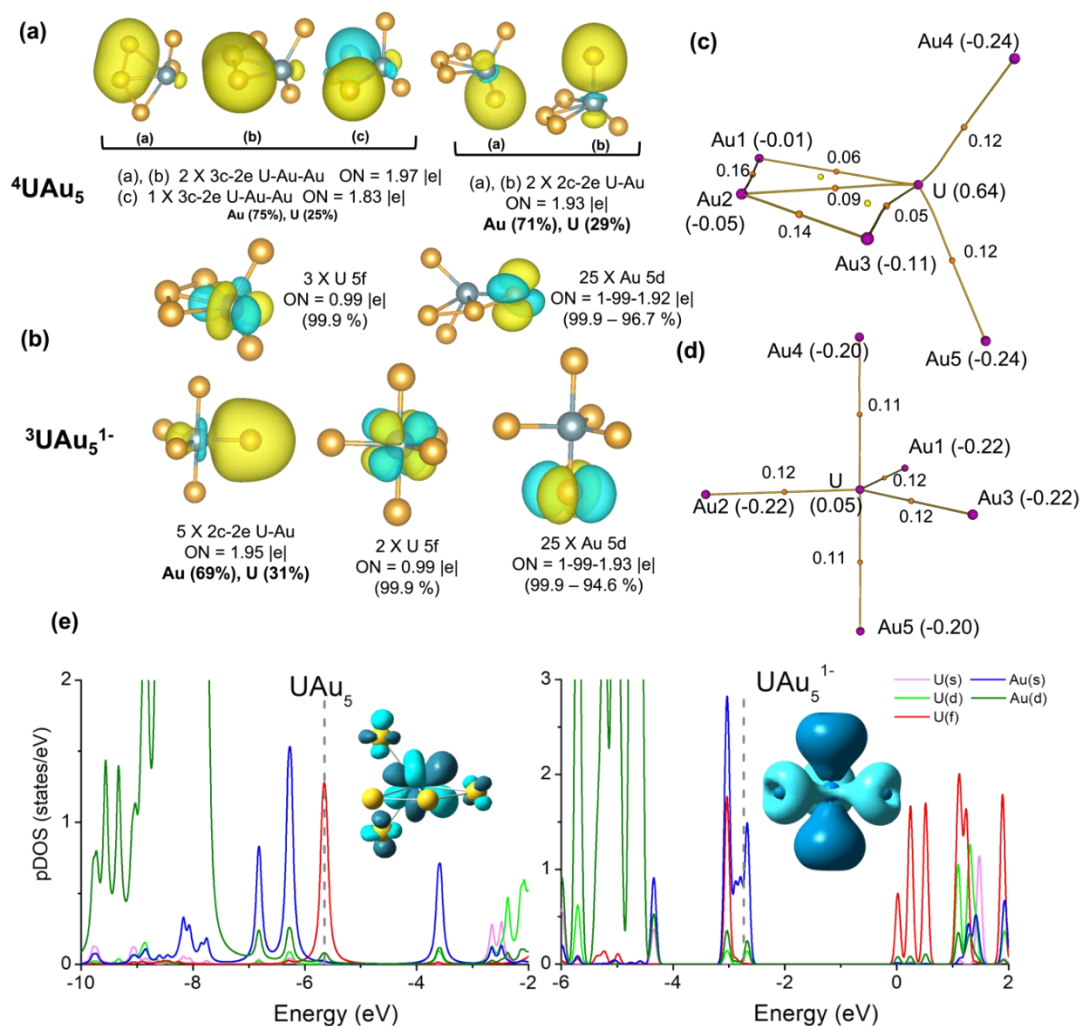 (a)
(a) (b) (c)
(a) (b)
⁴UAu₅
(a), (b) 2 X 3c-2e U-Au-Au ON = 1.97 |e|
(c) 1 X 3c-2e U-Au-Au ON = 1.83 |e|
Au (75%), U (25%)
(a), (b) 2 X 2c-2e U-Au
ON = 1.93 |e|
Au (71%), U (29%)
3 X U 5f
ON = 0.99 |e|
(99.9 %)
25 X Au 5d
ON = 1-99-1.92 |e|
(99.9 – 96.7 %)
(b)
³UAu₅¹⁻
5 X 2c-2e U-Au
ON = 1.95 |e|
Au (69%), U (31%)
2 X U 5f
ON = 0.99 |e|
(99.9 %)
25 X Au 5d
ON = 1-99-1.93 |e|
(99.9 – 94.6 %)
(c)
Au4 (-0.24)
0.12
Au1 (-0.01)
0.06
0.16
U (0.64)
Au2
(-0.05)
0.09
0.05
0.14
Au3 (-0.11)
0.12
Au5 (-0.24)
(d)
Au4 (-0.20)
0.11
Au1 (-0.22)
0.12
U
(0.05)
0.12
Au2 (-0.22)
Au3 (-0.22)
0.12
0.11
Au5 (-0.20)
(e)
pDOS (states/eV)
2
1
0
-10 -8 -6 -4 -2
Energy (eV)
UAu₅
3
2
1
0
-6 -4 -2 0 2
Energy (eV)
UAu₅¹⁻
U(s) Au(s)
U(d) Au(d)
U(f)